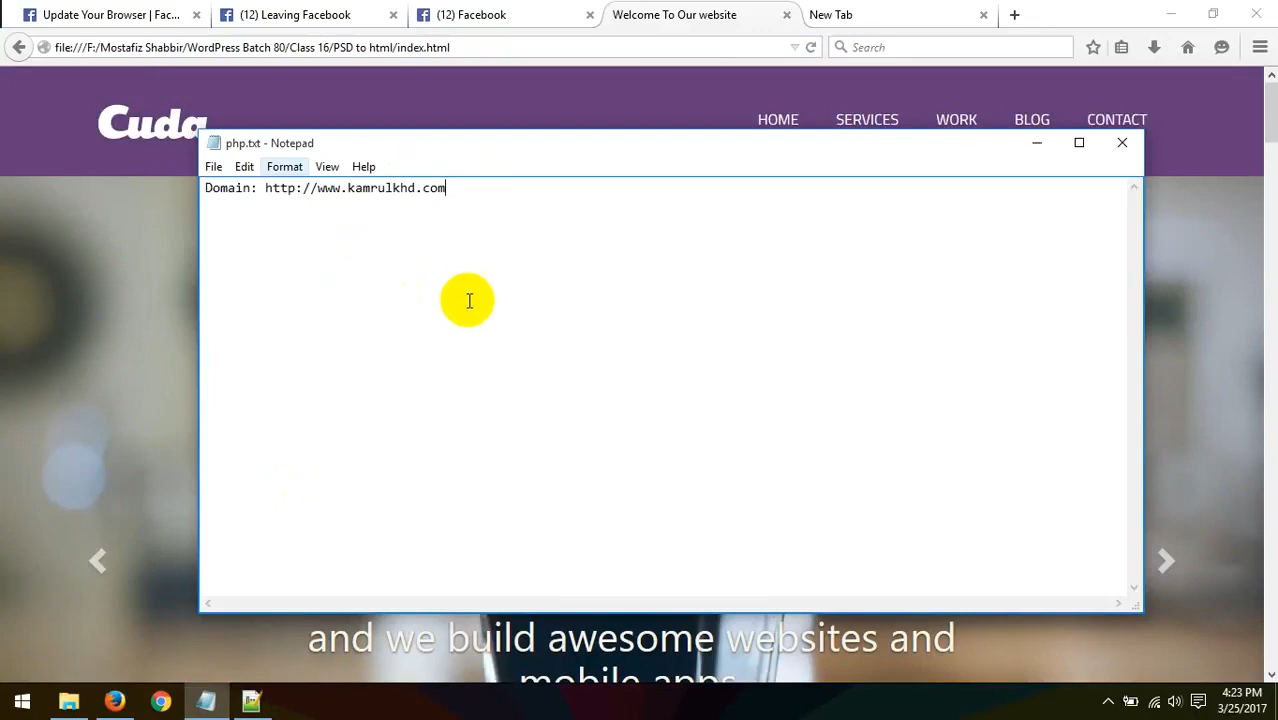 Update Your Browser | Fac...
(12) Leaving Facebook
(12) Facebook
Welcome To Our website
New Tab
file:///F:/Mostafiz Shabbir/WordPress Batch 80/Class 16/PSD to html/index.html
Search
Cuda
HOME SERVICES WORK BLOG CONTACT
php.txt - Notepad
File Edit Format View Help
Domain: http://www.kamrulkhd.com
and we build awesome websites and
mobile apps
4:23 PM
3/25/2017